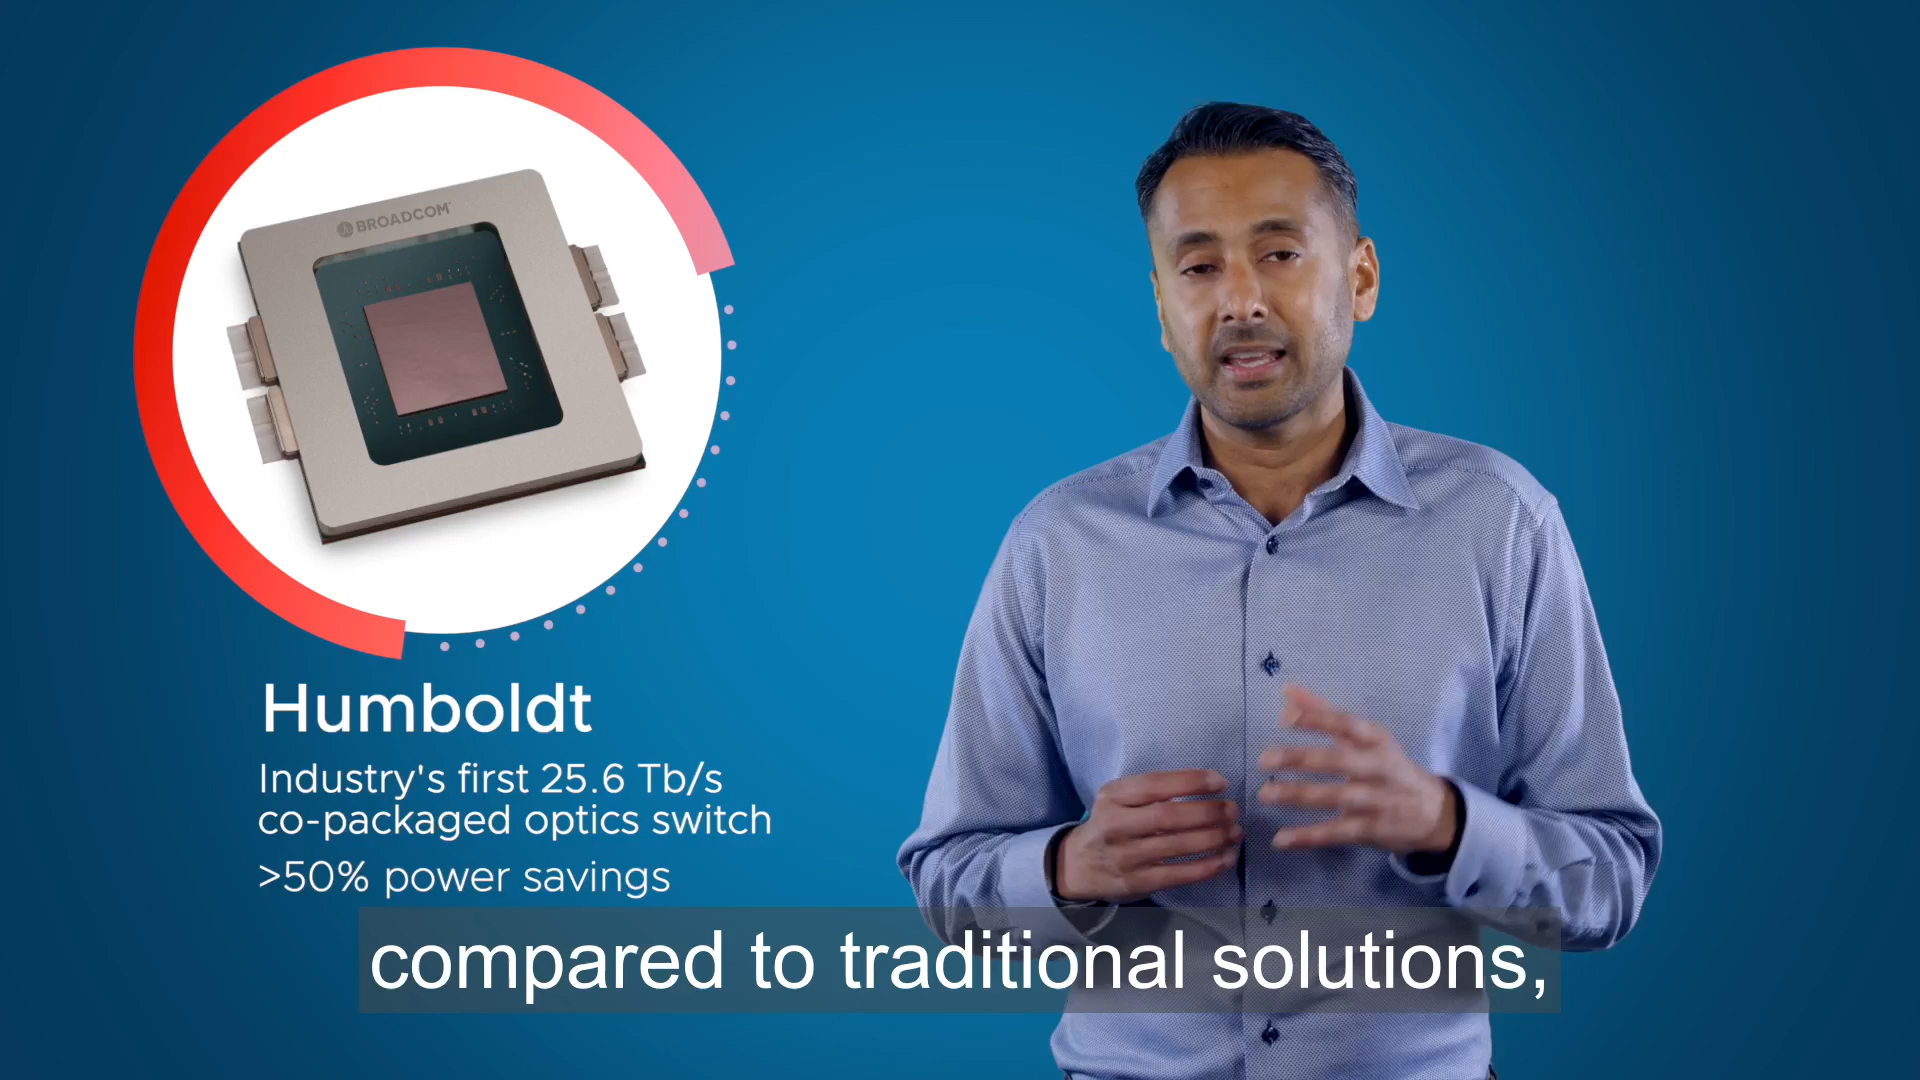 BROADCOM
Humboldt
Industry's first 25.6 Tb/s
co-packaged optics switch
>50% power savings
compared to traditional solutions,